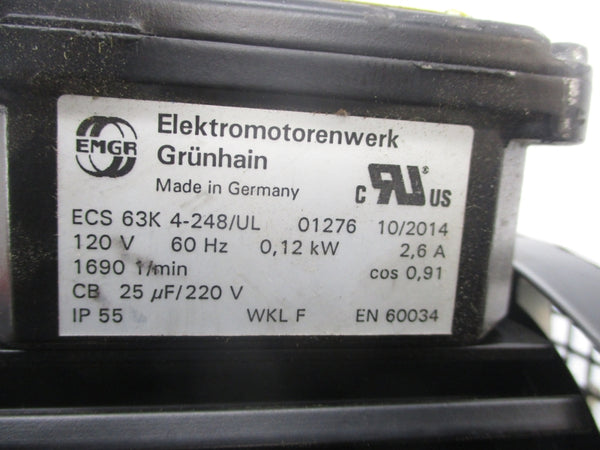 EMGR
Elektromotorenwerk
Grünhain
Made in Germany
c RU® US
ECS 63K 4-248/UL 01276 10/2014
120 V 60 Hz 0,12 kW 2,6 A
1690 1/min cos 0,91
CB 25 µF/220 V
IP 55 WKL F EN 60034